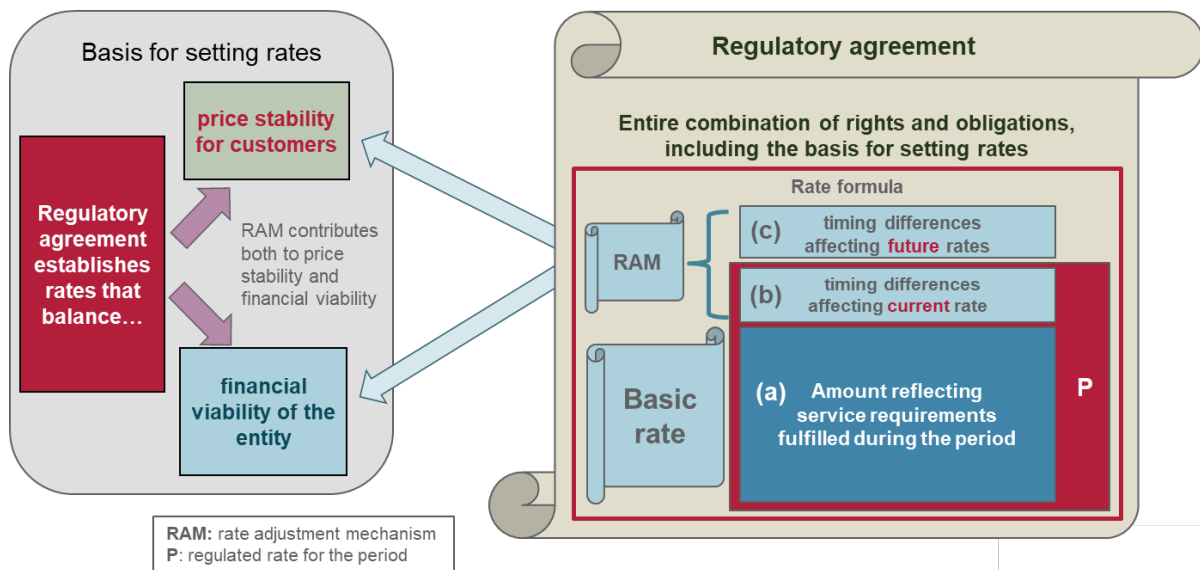 Basis for setting rates
price stability
for customers
Regulatory
agreement
establishes
rates that
balance…
RAM contributes
both to price
stability and
financial viability
financial
viability of the
entity
RAM: rate adjustment mechanism
P: regulated rate for the period
Regulatory agreement
Entire combination of rights and obligations,
including the basis for setting rates
Rate formula
RAM
(c)
timing differences
affecting future rates
(b)
timing differences
affecting current rate
Basic
rate
(a)
Amount reflecting
service requirements
fulfilled during the period
P